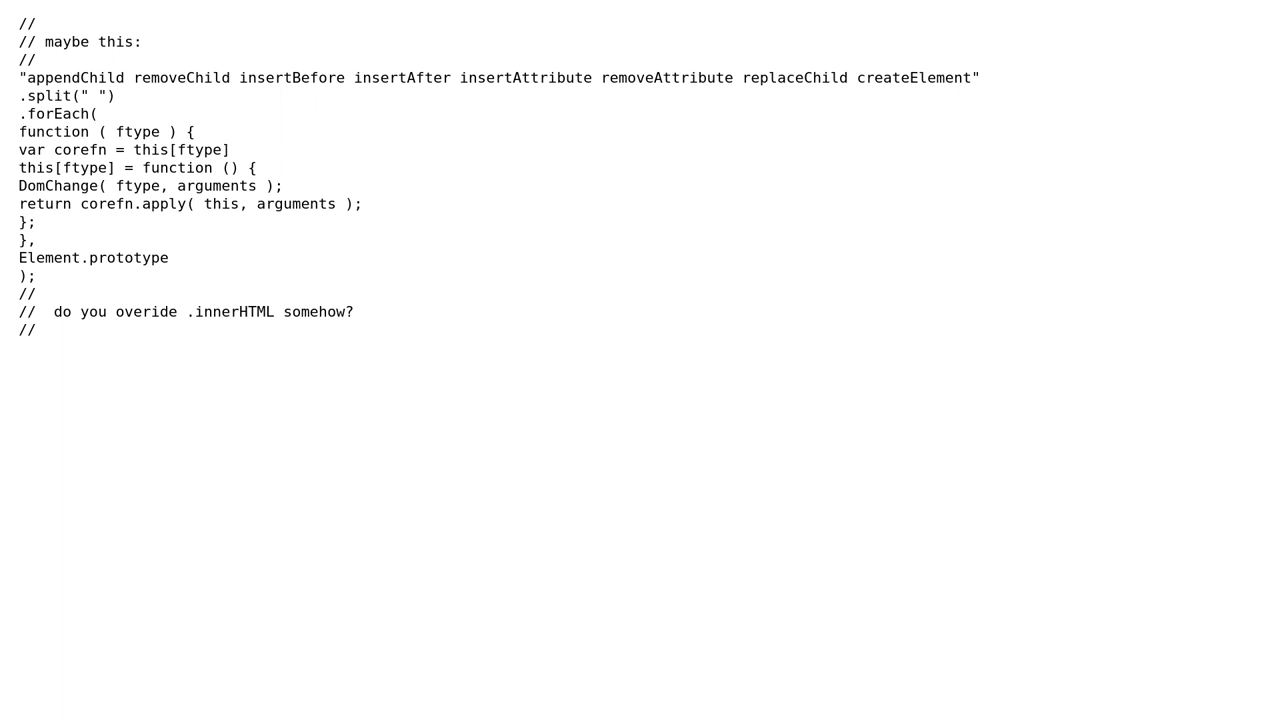 //
// maybe this:
//
"appendChild removeChild insertBefore insertAfter insertAttribute removeAttribute replaceChild createElement"
.split(" ")
.forEach(
function ( ftype ) {
var corefn = this[ftype]
this[ftype] = function () {
DomChange( ftype, arguments );
return corefn.apply( this, arguments );
};
},
Element.prototype
);
//
//  do you overide .innerHTML somehow?
//